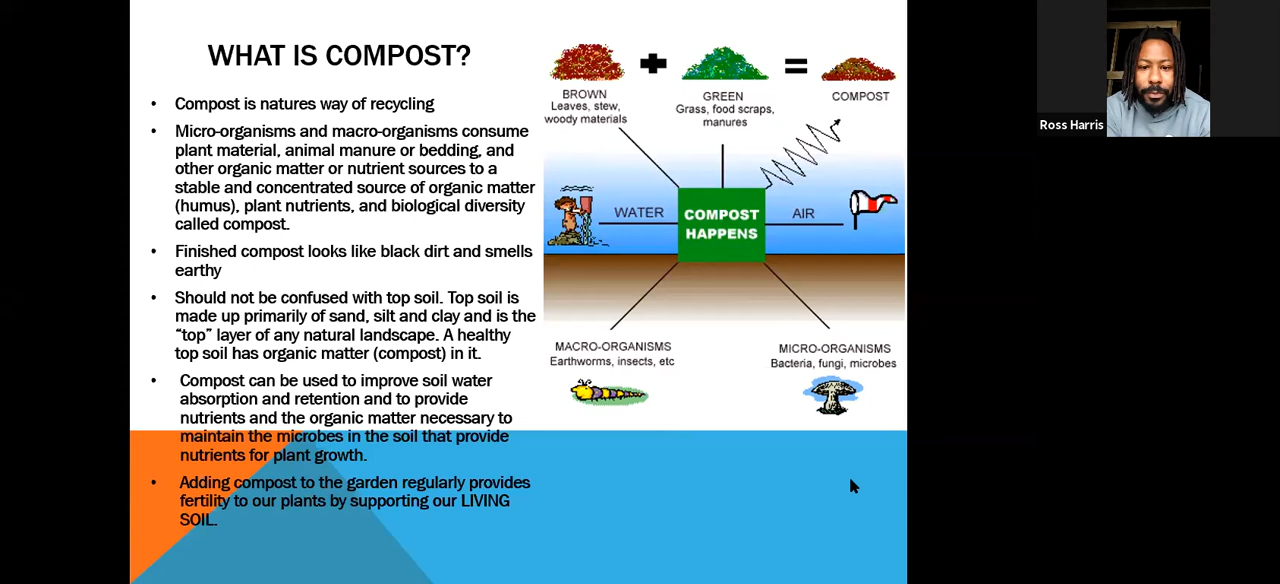 WHAT IS COMPOST?
• Compost is natures way of recycling
• Micro-organisms and macro-organisms consume
plant material, animal manure or bedding, and
other organic matter or nutrient sources to a
stable and concentrated source of organic matter
(humus), plant nutrients, and biological diversity
called compost.
• Finished compost looks like black dirt and smells
earthy
• Should not be confused with top soil. Top soil is
made up primarily of sand, silt and clay and is the
“top” layer of any natural landscape. A healthy
top soil has organic matter (compost) in it.
• Compost can be used to improve soil water
absorption and retention and to provide
nutrients and the organic matter necessary to
maintain the microbes in the soil that provide
nutrients for plant growth.
• Adding compost to the garden regularly provides
fertility to our plants by supporting our LIVING
SOIL.
+ =
BROWN
Leaves, stew,
woody materials
GREEN
Grass, food scraps,
manures
COMPOST
WATER
COMPOST
HAPPENS
AIR
MACRO-ORGANISMS
Earthworms, insects, etc
MICRO-ORGANISMS
Bacteria, fungi, microbes
Ross Harris